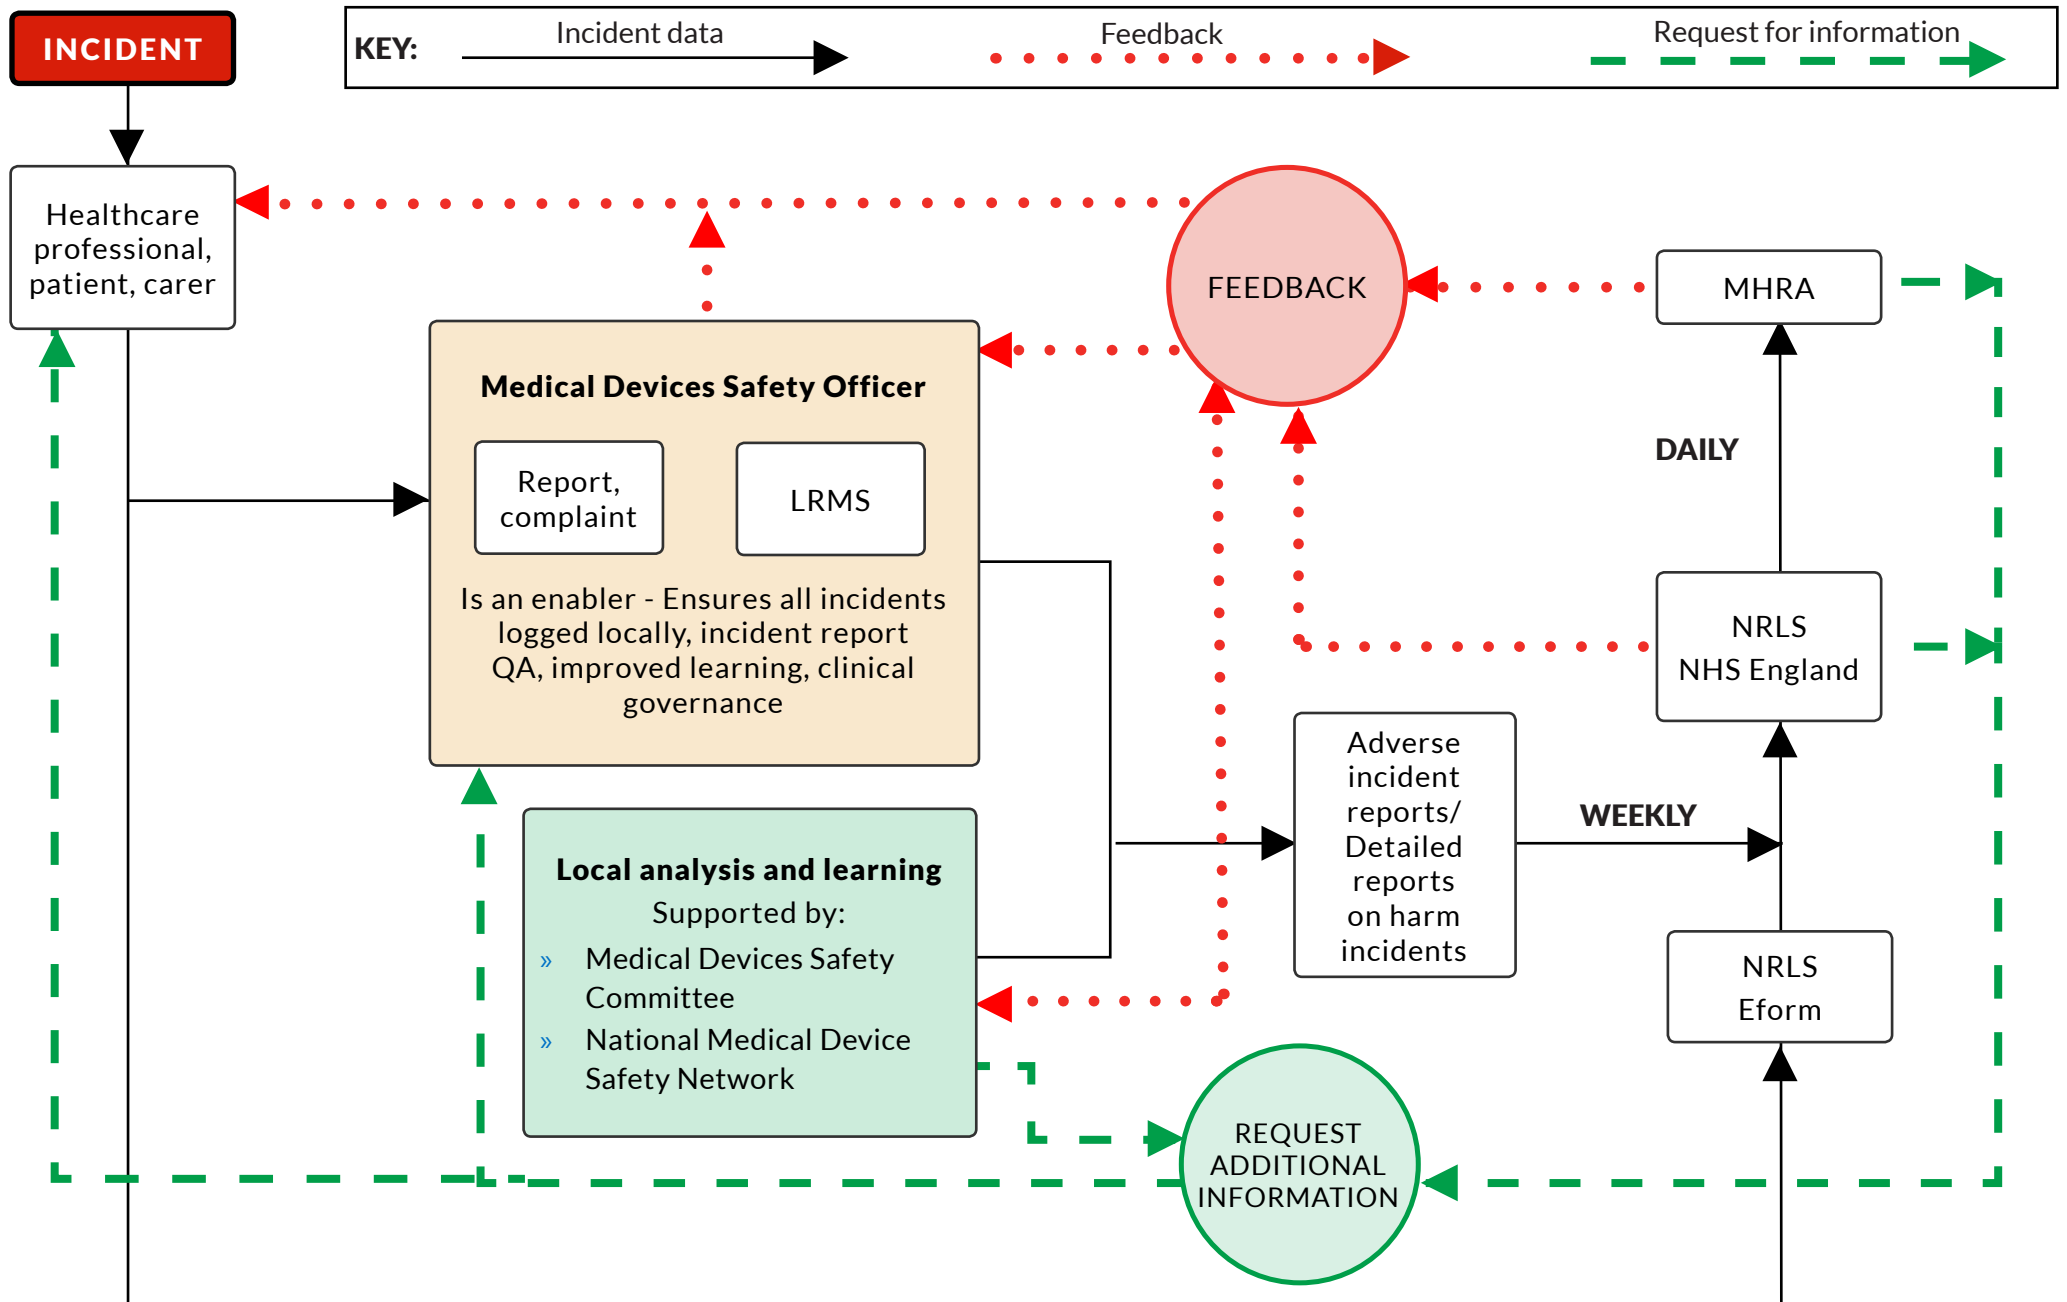 INCIDENT
KEY:
Incident data
Feedback
Request for information
Healthcare
professional,
patient, carer
FEEDBACK
MHRA
Medical Devices Safety Officer
Report,
complaint
LRMS
Is an enabler - Ensures all incidents
logged locally, incident report
QA, improved learning, clinical
governance
DAILY
NRLS
NHS England
Adverse
incident
reports/
Detailed
reports
on harm
incidents
WEEKLY
Local analysis and learning
Supported by:
» Medical Devices Safety
Committee
» National Medical Device
Safety Network
NRLS
Eform
REQUEST
ADDITIONAL
INFORMATION